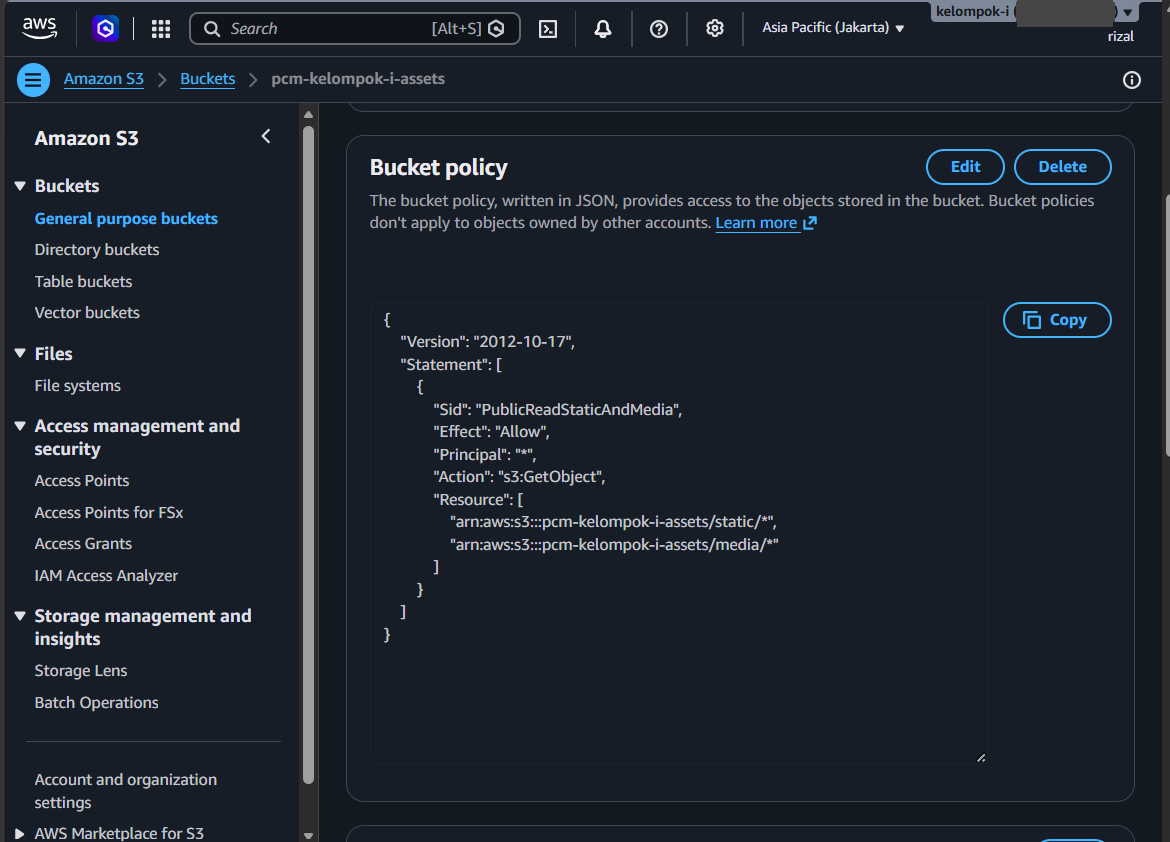 aws
Search [Alt+S]
Asia Pacific (Jakarta)
kelompok-i (
)
rizal
Amazon S3
Buckets
pcm-kelompok-i-assets
Amazon S3
Buckets
General purpose buckets
Directory buckets
Table buckets
Vector buckets
Files
File systems
Access management and
security
Access Points
Access Points for FSx
Access Grants
IAM Access Analyzer
Storage management and
insights
Storage Lens
Batch Operations
Account and organization
settings
AWS Marketplace for S3
Bucket policy
Edit
Delete
The bucket policy, written in JSON, provides access to the objects stored in the bucket. Bucket policies
don't apply to objects owned by other accounts. Learn more
Copy
{
"Version": "2012-10-17",
"Statement": [
{
"Sid": "PublicReadStaticAndMedia",
"Effect": "Allow",
"Principal": "*",
"Action": "s3:GetObject",
"Resource": [
"arn:aws:s3:::pcm-kelompok-i-assets/static/*",
"arn:aws:s3:::pcm-kelompok-i-assets/media/*"
]
}
]
}